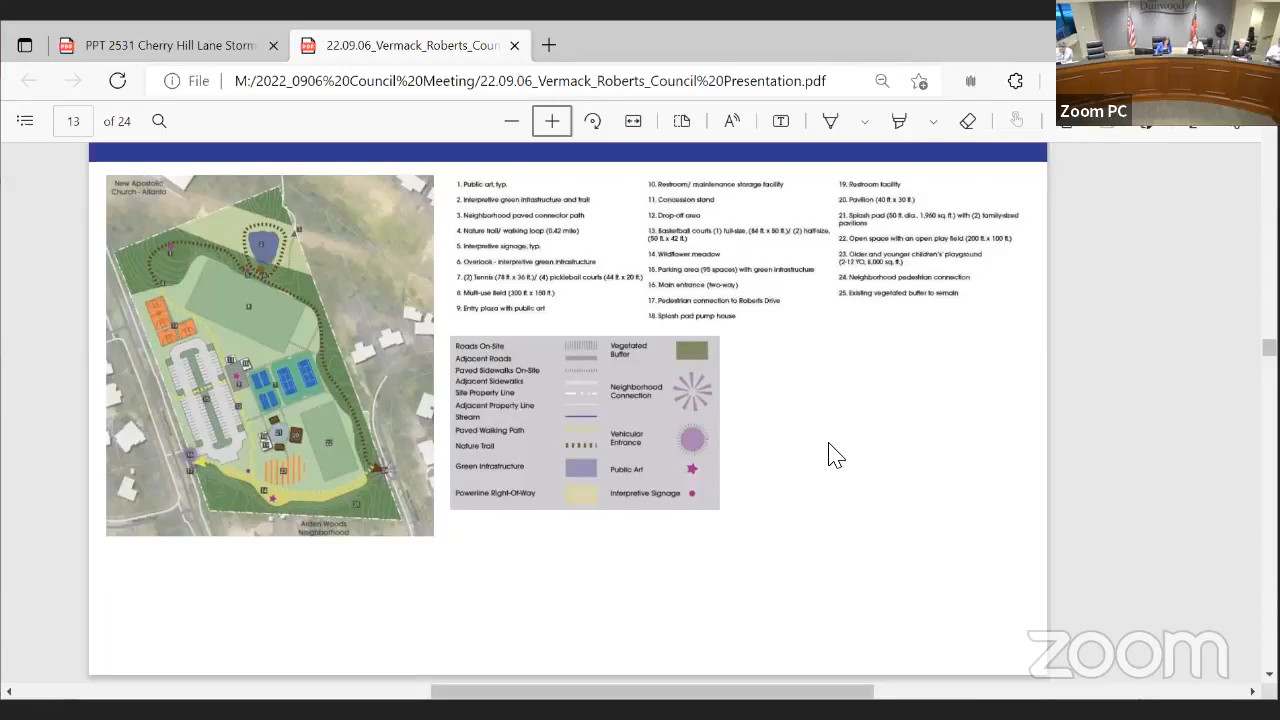 PPT 2531 Cherry Hill Lane Storm
22.09.06_Vermack_Roberts_Coun
File
M:/2022_0906%20Council%20Meeting/22.09.06_Vermack_Roberts_Council%20Presentation.pdf
Dunwoody
Zoom PC
13 of 24
New Apostolic
Church - Atlanta
Arden Woods
Neighborhood
1. Public art, typ.
2. Interpretive green infrastructure and trail
3. Neighborhood paved connector path
4. Nature trail/ walking loop (0.42 mile)
5. Interpretive signage, typ.
6. Overlook - interpretive green infrastructure
7. (2) Tennis (78 ft. x 36 ft.)/ (4) pickleball courts (44 ft. x 20 ft.)
8. Multi-use field (300 ft. x 160 ft.)
9. Entry plaza with public art
10. Restroom/ maintenance storage facility
11. Concession stand
12. Drop-off area
13. Basketball courts (1) full-size, (84 ft. x 50 ft.)/ (2) half-size,
(50 ft. x 42 ft.)
14. Wildflower meadow
15. Parking area (95 spaces) with green infrastructure
16. Main entrance (two-way)
17. Pedestrian connection to Roberts Drive
18. Splash pad pump house
19. Restroom facility
20. Pavilion (40 ft. x 30 ft.)
21. Splash pad (50 ft. dia., 1,960 sq. ft.) with (2) family-sized
pavilions
22. Open space with an open play field (200 ft. x 100 ft.)
23. Older and younger children's playground
(2-12 YO, 8,000 sq. ft.)
24. Neighborhood pedestrian connection
25. Existing vegetated buffer to remain
Roads On-Site
Adjacent Roads
Paved Sidewalks On-Site
Adjacent Sidewalks
Site Property Line
Adjacent Property Line
Stream
Paved Walking Path
Nature Trail
Green Infrastructure
Powerline Right-Of-Way
Vegetated
Buffer
Neighborhood
Connection
Vehicular
Entrance
Public Art
Interpretive Signage
zoom